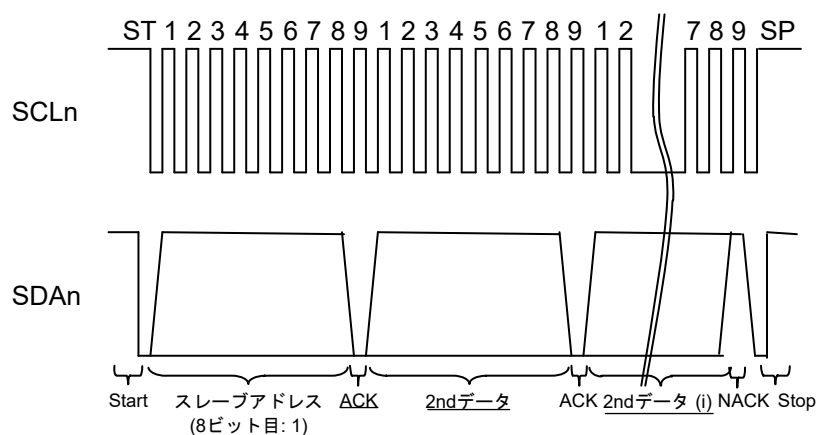 ST 1 2 3 4 5 6 7 8 9 1 2 3 4 5 6 7 8 9 1 2 7 8 9 SP
SCLn
SDAn
Start スレーブアドレス ACK 2ndデータ ACK 2ndデータ (i) NACK Stop
(8ビット目: 1)